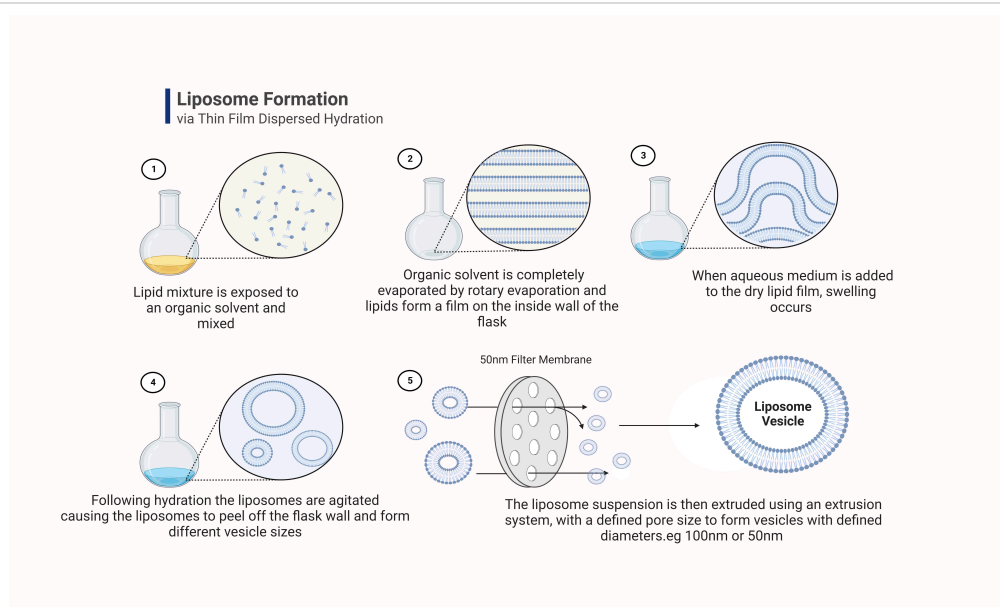 Liposome Formation
via Thin Film Dispersed Hydration
1
Lipid mixture is exposed to
an organic solvent and
mixed
2
Organic solvent is completely
evaporated by rotary evaporation and
lipids form a film on the inside wall of the
flask
3
When aqueous medium is added
to the dry lipid film, swelling
occurs
4
Following hydration the liposomes are agitated
causing the liposomes to peel off the flask wall and form
different vesicle sizes
5
50nm Filter Membrane
Liposome
Vesicle
The liposome suspension is then extruded using an extrusion
system, with a defined pore size to form vesicles with defined
diameters.eg 100nm or 50nm